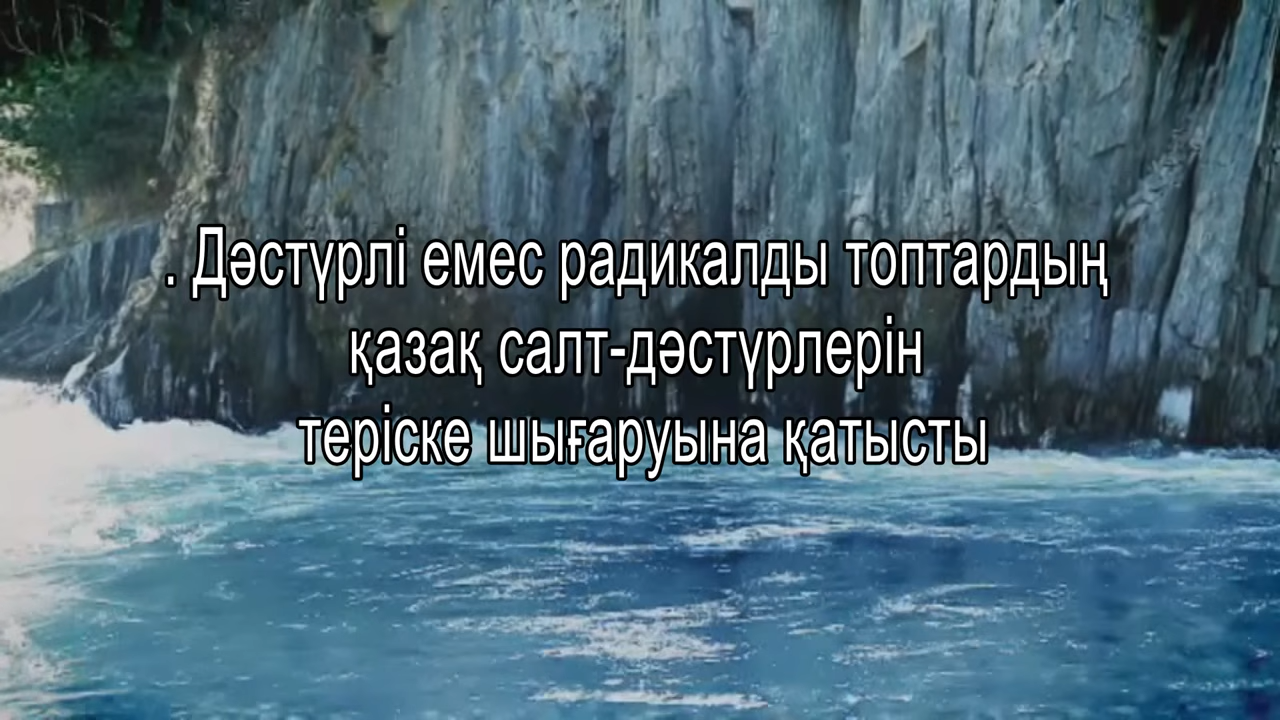 . Дәстүрлі емес радикалды топтардың
қазақ салт-дәстүрлерін
теріске шығаруына қатысты